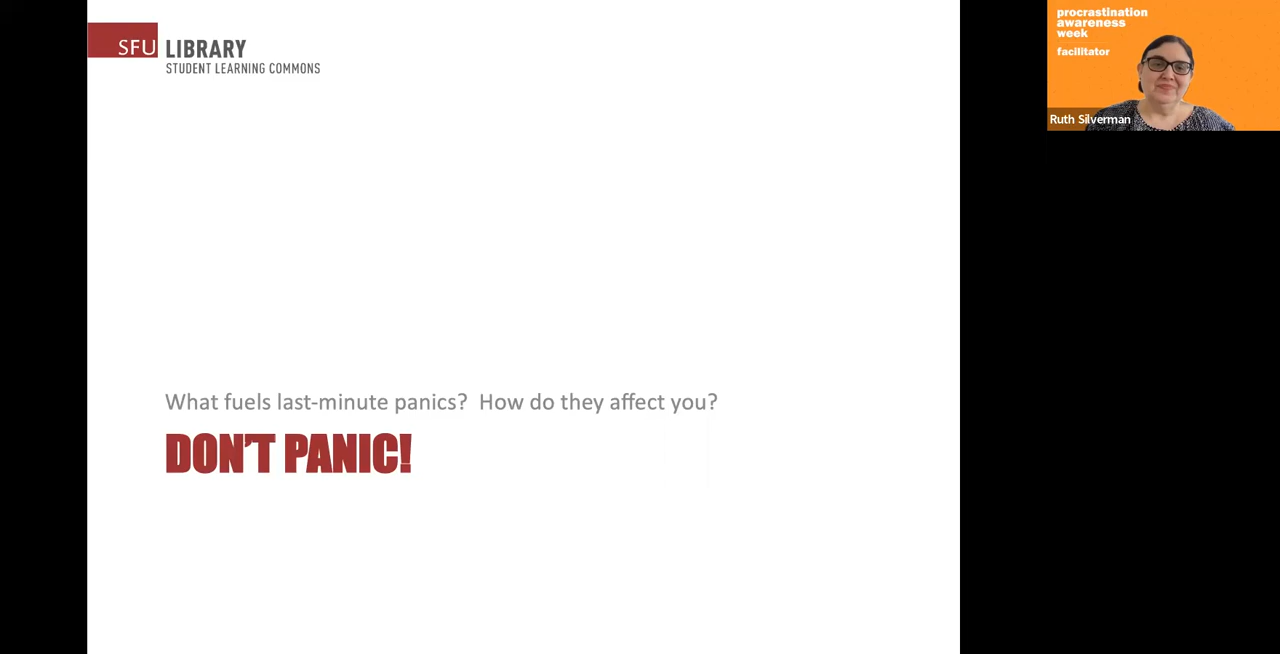 SFU LIBRARY
STUDENT LEARNING COMMONS
What fuels last-minute panics?  How do they affect you?
DON'T PANIC!
procrastination
awareness
week
facilitator
Ruth Silverman